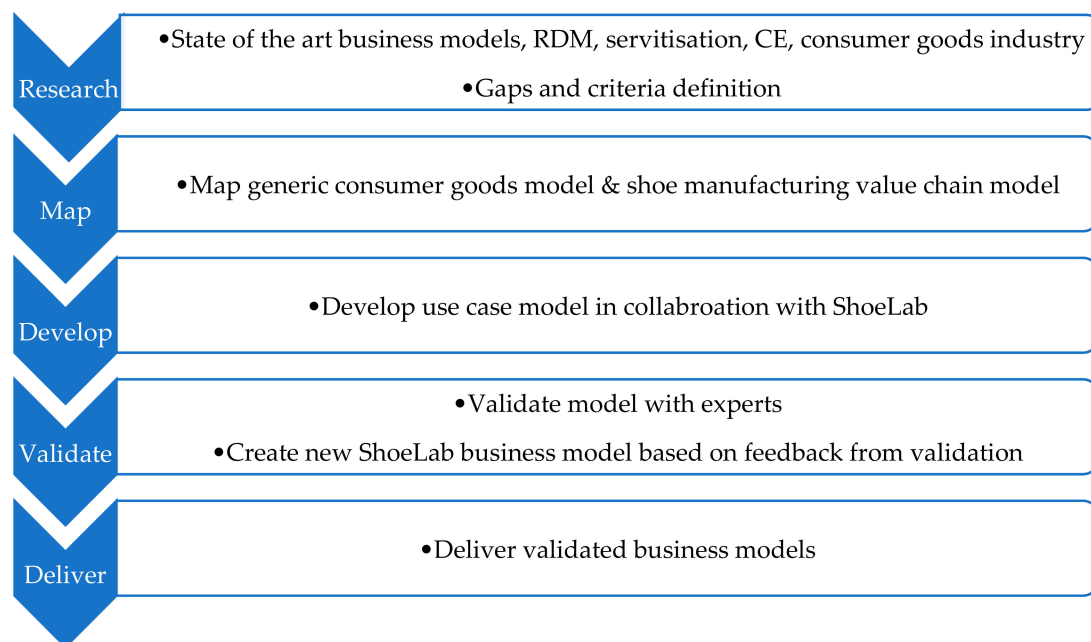 Research
•State of the art business models, RDM, servitisation, CE, consumer goods industry
•Gaps and criteria definition
Map
•Map generic consumer goods model & shoe manufacturing value chain model
Develop
•Develop use case model in collabroation with ShoeLab
Validate
•Validate model with experts
•Create new ShoeLab business model based on feedback from validation
Deliver
•Deliver validated business models